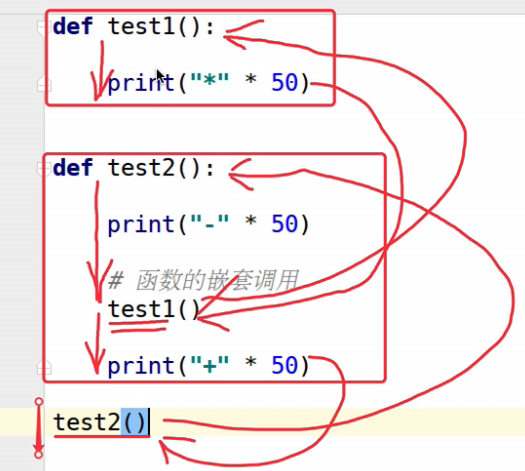 def test1():
print("*" * 50)
def test2():
print("-" * 50)
# 函数的嵌套调用
test1()
print("+" * 50)
test2()